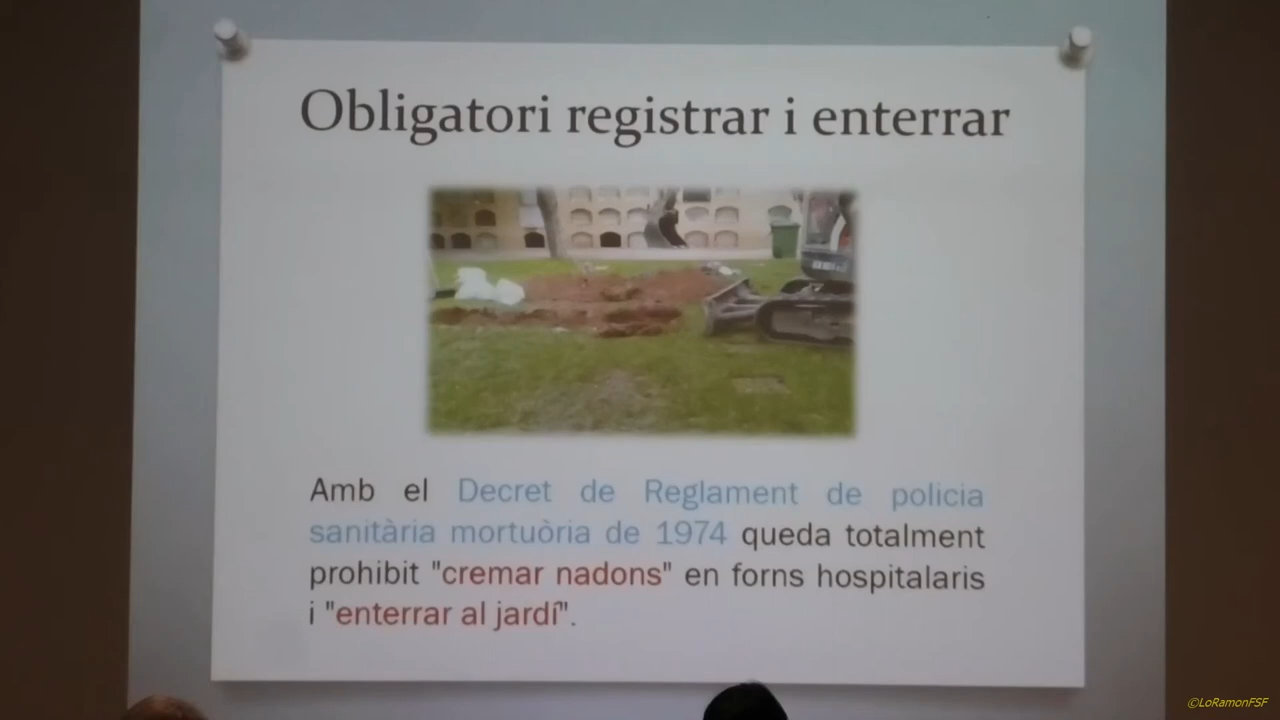 Obligatori registrar i enterrar
Amb el Decret de Reglament de policia
sanitària mortuòria de 1974 queda totalment
prohibit "cremar nadons" en forns hospitalaris
i "enterrar al jardí".
©LoRamonFSF